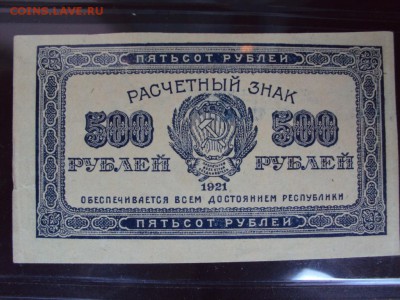 COINS.LAVE.RU
ПЯТЬСОТ РУБЛЕЙ
РАСЧЕТНЫЙ ЗНАК
500 500
РУБЛЕЙ РУБЛЕЙ
1921
ОБЕСПЕЧИВАЕТСЯ ВСЕМ ДОСТОЯНИЕМ РЕСПУБЛИКИ
ПЯТЬСОТ РУБЛЕЙ